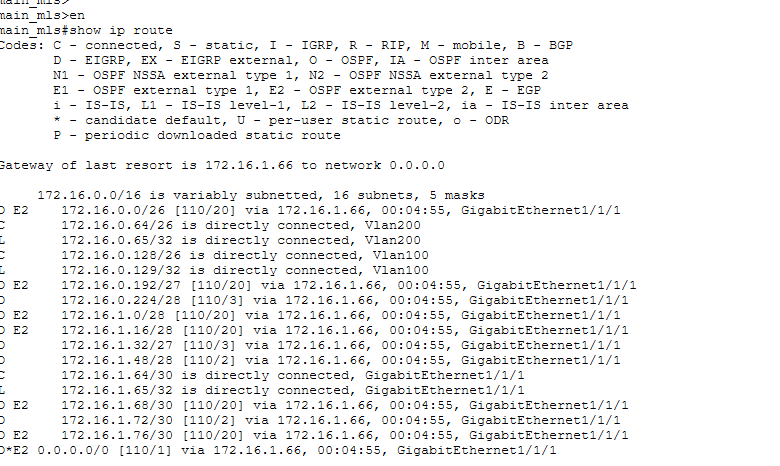 main_mls>
main_mls>en
main_mls#show ip route
Codes: C - connected, S - static, I - IGRP, R - RIP, M - mobile, B - BGP
D - EIGRP, EX - EIGRP external, O - OSPF, IA - OSPF inter area
N1 - OSPF NSSA external type 1, N2 - OSPF NSSA external type 2
E1 - OSPF external type 1, E2 - OSPF external type 2, E - EGP
i - IS-IS, L1 - IS-IS level-1, L2 - IS-IS level-2, ia - IS-IS inter area
* - candidate default, U - per-user static route, o - ODR
P - periodic downloaded static route
Gateway of last resort is 172.16.1.66 to network 0.0.0.0
172.16.0.0/16 is variably subnetted, 16 subnets, 5 masks
O E2 172.16.0.0/26 [110/20] via 172.16.1.66, 00:04:55, GigabitEthernet1/1/1
C 172.16.0.64/26 is directly connected, Vlan200
L 172.16.0.65/32 is directly connected, Vlan200
C 172.16.0.128/26 is directly connected, Vlan100
L 172.16.0.129/32 is directly connected, Vlan100
O E2 172.16.0.192/27 [110/20] via 172.16.1.66, 00:04:55, GigabitEthernet1/1/1
O 172.16.0.224/28 [110/3] via 172.16.1.66, 00:04:55, GigabitEthernet1/1/1
O E2 172.16.1.0/28 [110/20] via 172.16.1.66, 00:04:55, GigabitEthernet1/1/1
O E2 172.16.1.16/28 [110/20] via 172.16.1.66, 00:04:55, GigabitEthernet1/1/1
O 172.16.1.32/27 [110/3] via 172.16.1.66, 00:04:55, GigabitEthernet1/1/1
O 172.16.1.48/28 [110/2] via 172.16.1.66, 00:04:55, GigabitEthernet1/1/1
C 172.16.1.64/30 is directly connected, GigabitEthernet1/1/1
L 172.16.1.65/32 is directly connected, GigabitEthernet1/1/1
O E2 172.16.1.68/30 [110/20] via 172.16.1.66, 00:04:55, GigabitEthernet1/1/1
O 172.16.1.72/30 [110/2] via 172.16.1.66, 00:04:55, GigabitEthernet1/1/1
O E2 172.16.1.76/30 [110/20] via 172.16.1.66, 00:04:55, GigabitEthernet1/1/1
O*E2 0.0.0.0/0 [110/1] via 172.16.1.66, 00:04:55, GigabitEthernet1/1/1